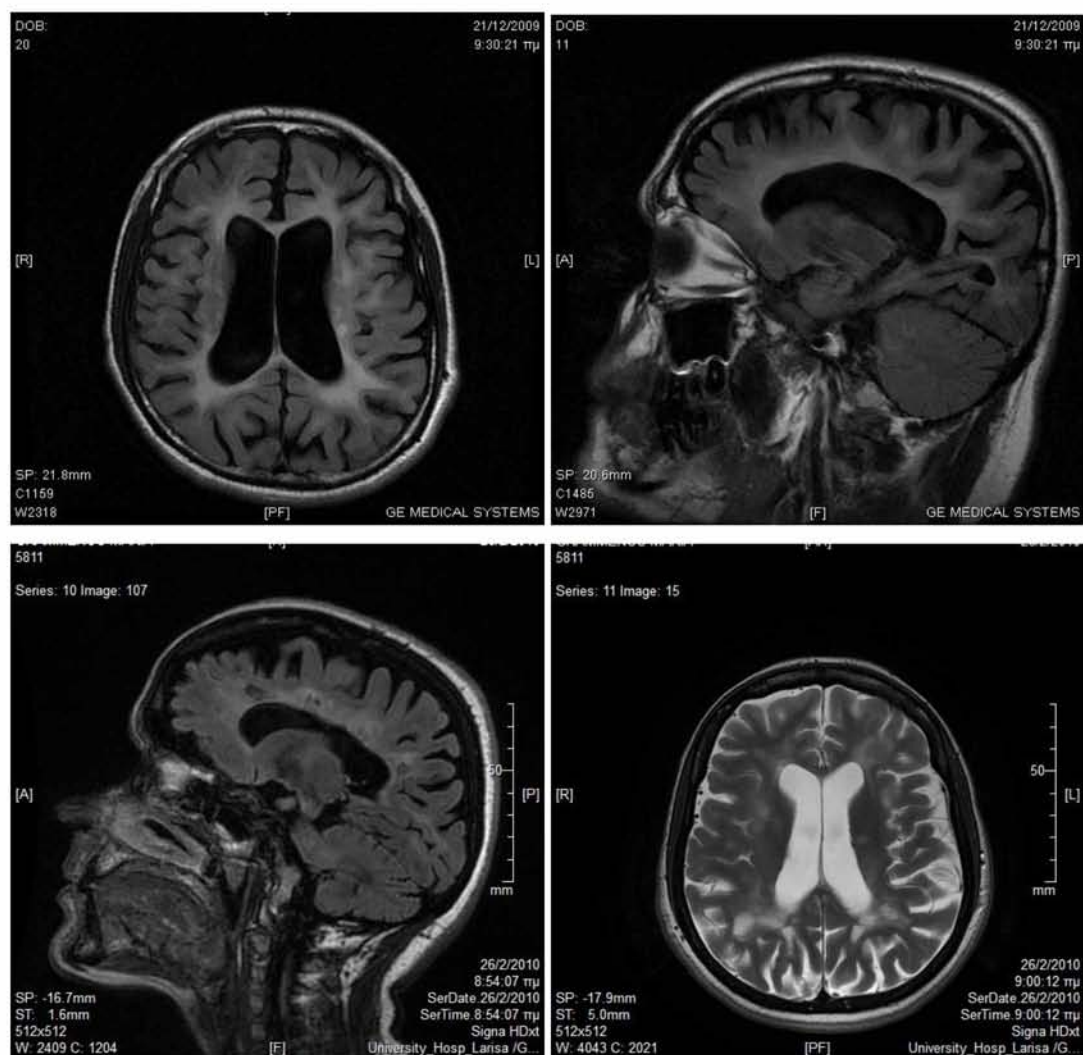 DOB:
20
21/12/2009
9:30:21 πμ
[R]
[L]
SP: 21.8mm
C1159
W2318
[PF]
GE MEDICAL SYSTEMS
DOB:
11
21/12/2009
9:30:21 πμ
[A]
[P]
SP: 20.6mm
C1485
W2971
[F]
GE MEDICAL SYSTEMS
5811
Series: 10 Image: 107
[A]
[P]
50
mm
26/2/2010
8:54:07 πμ
SP: -16.7mm
SerDate.26/2/2010
ST: 1.6mm
SerTime.8:54:07 πμ
512x512
Signa HDxt
W: 2409 C: 1204
[F]
University_Hosp_Larisa /G...
5811
Series: 11 Image: 15
[R]
[L]
50
mm
26/2/2010
9:00:12 πμ
SP: -17.9mm
SerDate.26/2/2010
ST: 5.0mm
SerTime.9:00:12 πμ
512x512
Signa HDxt
W: 4043 C: 2021
[PF]
University_Hosp_Larisa /G...